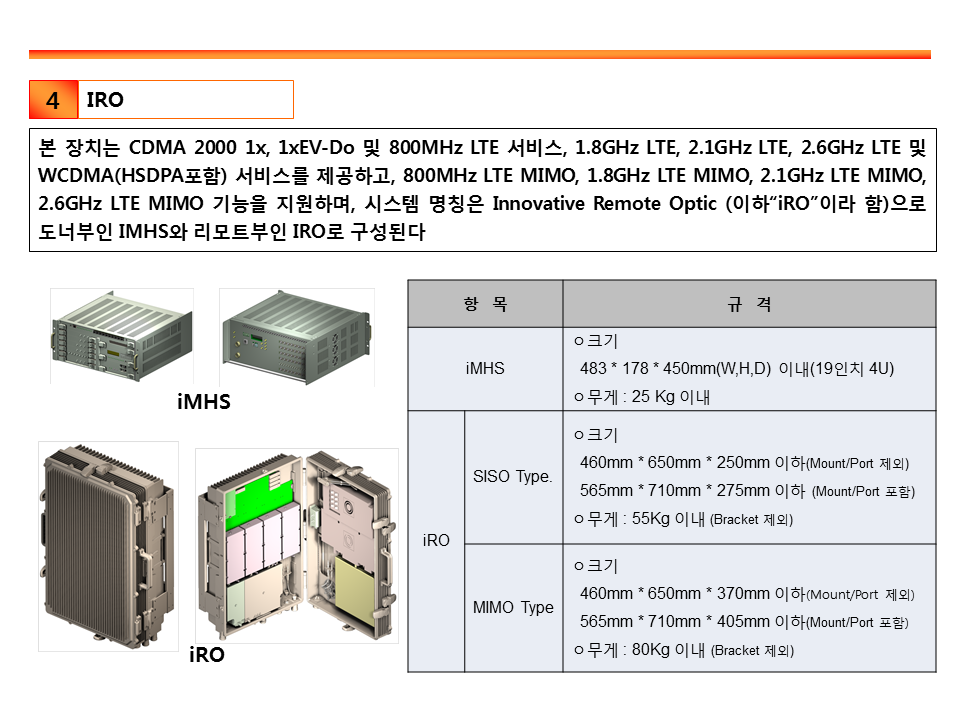 4
IRO
본 장치는 CDMA 2000 1x, 1xEV-Do 및 800MHz LTE 서비스, 1.8GHz LTE, 2.1GHz LTE, 2.6GHz LTE 및
WCDMA(HSDPA포함) 서비스를 제공하고, 800MHz LTE MIMO, 1.8GHz LTE MIMO, 2.1GHz LTE MIMO,
2.6GHz LTE MIMO 기능을 지원하며, 시스템 명칭은 Innovative Remote Optic (이하“iRO”이라 함)으로
도너부인 IMHS와 리모트부인 IRO로 구성된다
iMHS
iRO
항 목
규 격
iMHS
ㅇ크기
483 * 178 * 450mm(W,H,D) 이내(19인치 4U)
ㅇ무게 : 25 Kg 이내
iRO
SISO Type.
ㅇ크기
460mm * 650mm * 250mm 이하(Mount/Port 제외)
565mm * 710mm * 275mm 이하 (Mount/Port 포함)
ㅇ무게 : 55Kg 이내 (Bracket 제외)
MIMO Type
ㅇ크기
460mm * 650mm * 370mm 이하(Mount/Port 제외)
565mm * 710mm * 405mm 이하(Mount/Port 포함)
ㅇ무게 : 80Kg 이내 (Bracket 제외)